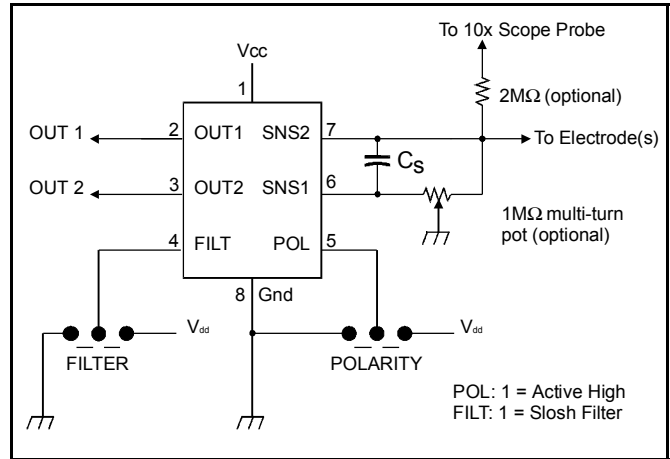 To 10x Scope Probe
Vcc
1
2MΩ (optional)
OUT 1
2
OUT1
SNS2
7
To Electrode(s)
CS
OUT 2
3
OUT2
SNS1
6
1MΩ multi-turn
pot (optional)
4
FILT
POL
5
8
Gnd
Vdd
Vdd
FILTER
POLARITY
POL: 1 = Active High
FILT: 1 = Slosh Filter